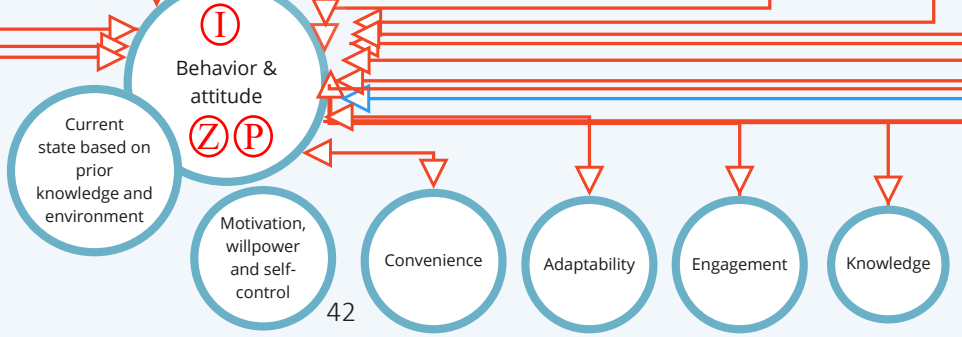 I
Behavior &
attitude
Z P
Current
state based on
prior
knowledge and
environment
Motivation,
willpower
and self-
control
Convenience
Adaptability
Engagement
Knowledge
42